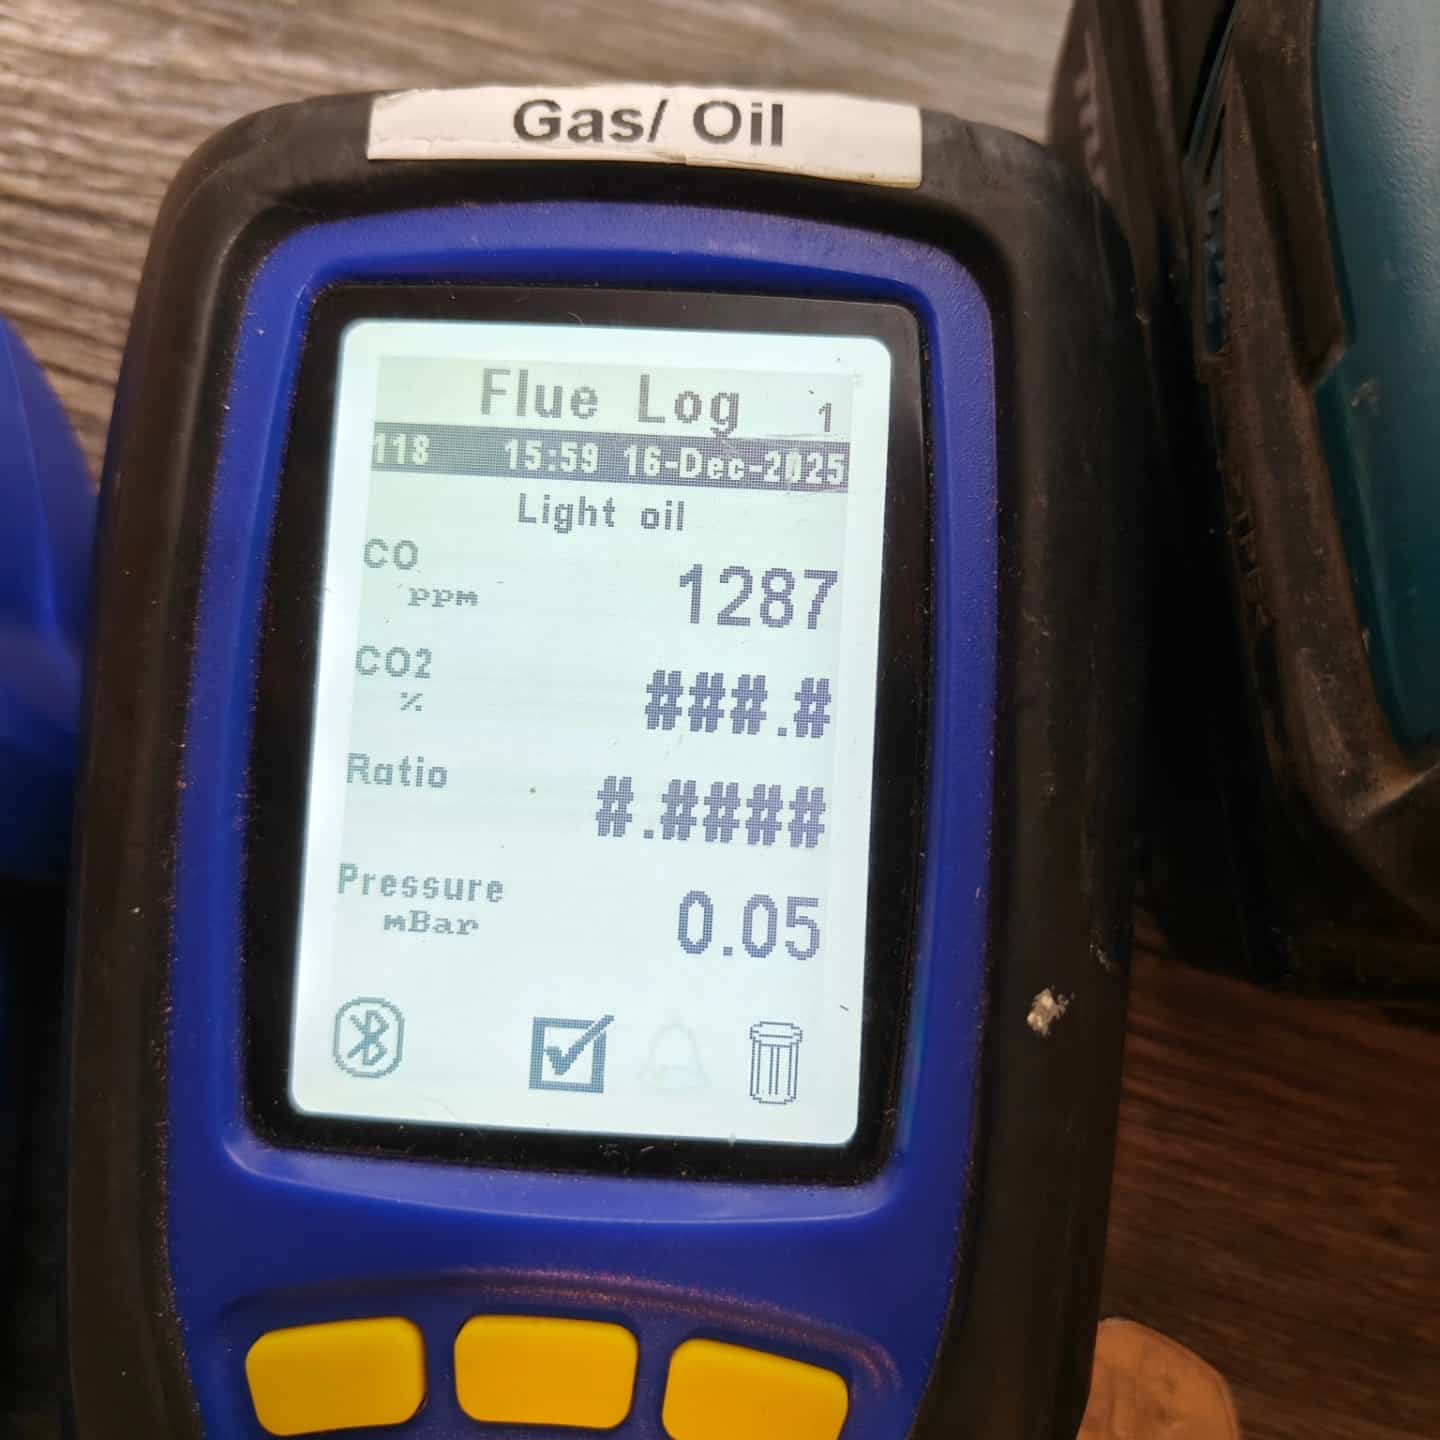 Gas/ Oil
Flue Log 1
118 15:59 16-Dec-2025
Light oil
CO
ppm 1287
CO2
% ###.#
Ratio #.####
Pressure
mBar 0.05